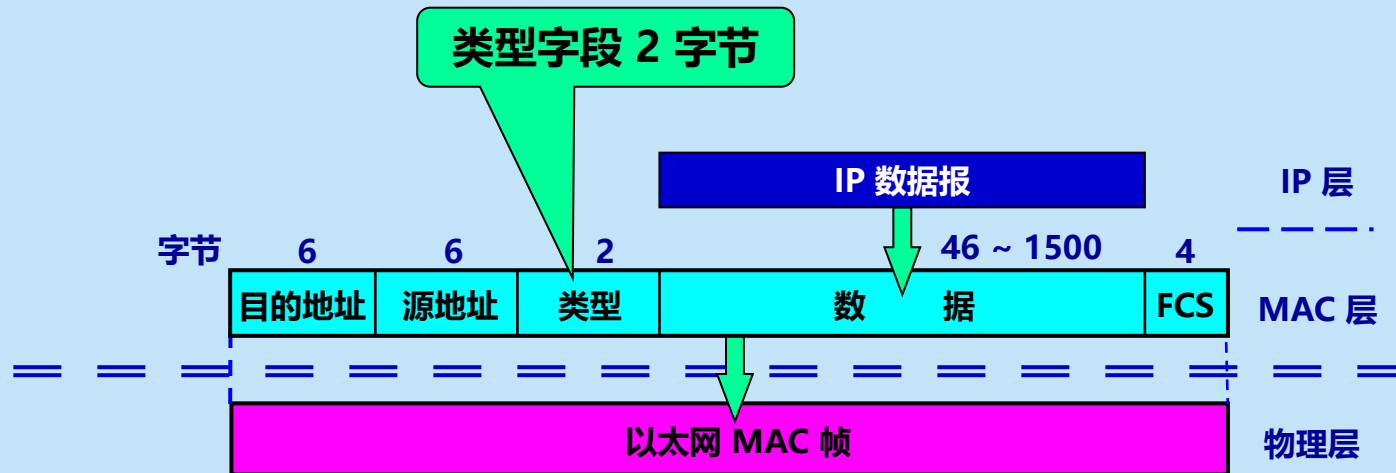 类型字段 2 字节
IP 数据报
IP 层
字节 6 6 2 46 ~ 1500 4
目的地址 源地址 类型 数 据 FCS MAC 层
以太网 MAC 帧 物理层